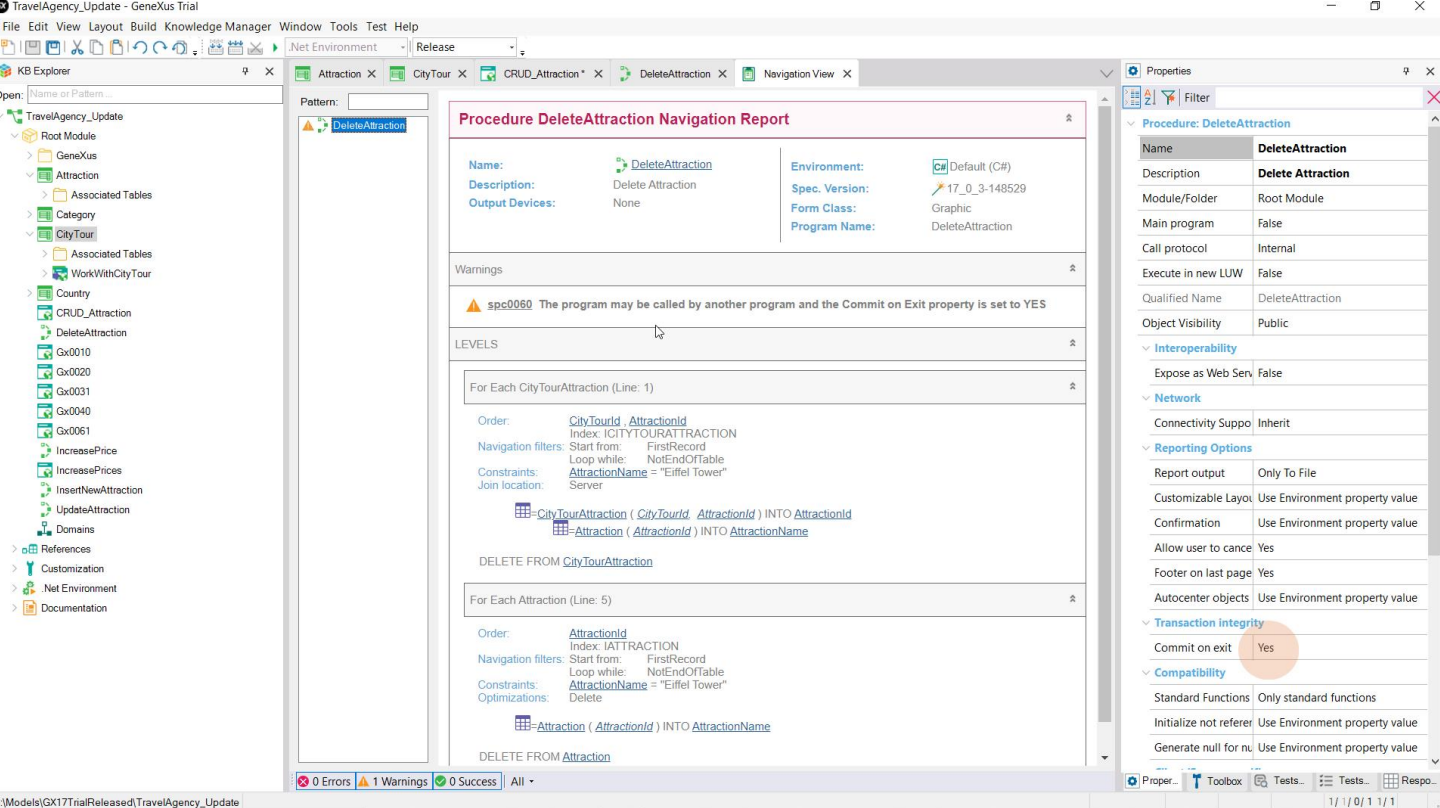 TravelAgency_Update - GeneXus Trial
File Edit View Layout Build Knowledge Manager Window Tools Test Help
.Net Environment
Release
KB Explorer
Open: Name or Pattern ...
TravelAgency_Update
Root Module
GeneXus
Attraction
Associated Tables
Category
CityTour
Associated Tables
WorkWithCityTour
Country
CRUD_Attraction
DeleteAttraction
Gx0010
Gx0020
Gx0031
Gx0040
Gx0061
IncreasePrice
IncreasePrices
InsertNewAttraction
UpdateAttraction
Domains
References
Customization
.Net Environment
Documentation
Attraction
CityTour
CRUD_Attraction *
DeleteAttraction
Navigation View
Pattern:
DeleteAttraction
Procedure DeleteAttraction Navigation Report
Name: DeleteAttraction
Description: Delete Attraction
Output Devices: None
Environment: C# Default (C#)
Spec. Version: 17_0_3-148529
Form Class: Graphic
Program Name: DeleteAttraction
Warnings
spc0060 The program may be called by another program and the Commit on Exit property is set to YES
LEVELS
For Each CityTourAttraction (Line: 1)
Order: CityTourId , AttractionId
Index: ICITYTOURATTRACTION
Navigation filters: Start from: FirstRecord
Loop while: NotEndOfTable
Constraints: AttractionName = "Eiffel Tower"
Join location: Server
=CityTourAttraction ( CityTourId, AttractionId ) INTO AttractionId
=Attraction ( AttractionId ) INTO AttractionName
DELETE FROM CityTourAttraction
For Each Attraction (Line: 5)
Order: AttractionId
Index: IATTRACTION
Navigation filters: Start from: FirstRecord
Loop while: NotEndOfTable
Constraints: AttractionName = "Eiffel Tower"
Optimizations: Delete
=Attraction ( AttractionId ) INTO AttractionName
DELETE FROM Attraction
0 Errors 1 Warnings 0 Success All
Properties
Filter
Procedure: DeleteAttraction
Name DeleteAttraction
Description Delete Attraction
Module/Folder Root Module
Main program False
Call protocol Internal
Execute in new LUW False
Qualified Name DeleteAttraction
Object Visibility Public
Interoperability
Expose as Web Serv False
Network
Connectivity Suppo Inherit
Reporting Options
Report output Only To File
Customizable Layou Use Environment property value
Confirmation Use Environment property value
Allow user to cance Yes
Footer on last page Yes
Autocenter objects Use Environment property value
Transaction integrity
Commit on exit Yes
Compatibility
Standard Functions Only standard functions
Initialize not referer Use Environment property value
Generate null for nu Use Environment property value
Proper... Toolbox Tests... Tests... Respo...
:\Models\GX17TrialReleased\TravelAgency_Update
1/ 1/0/ 1 1/ 1